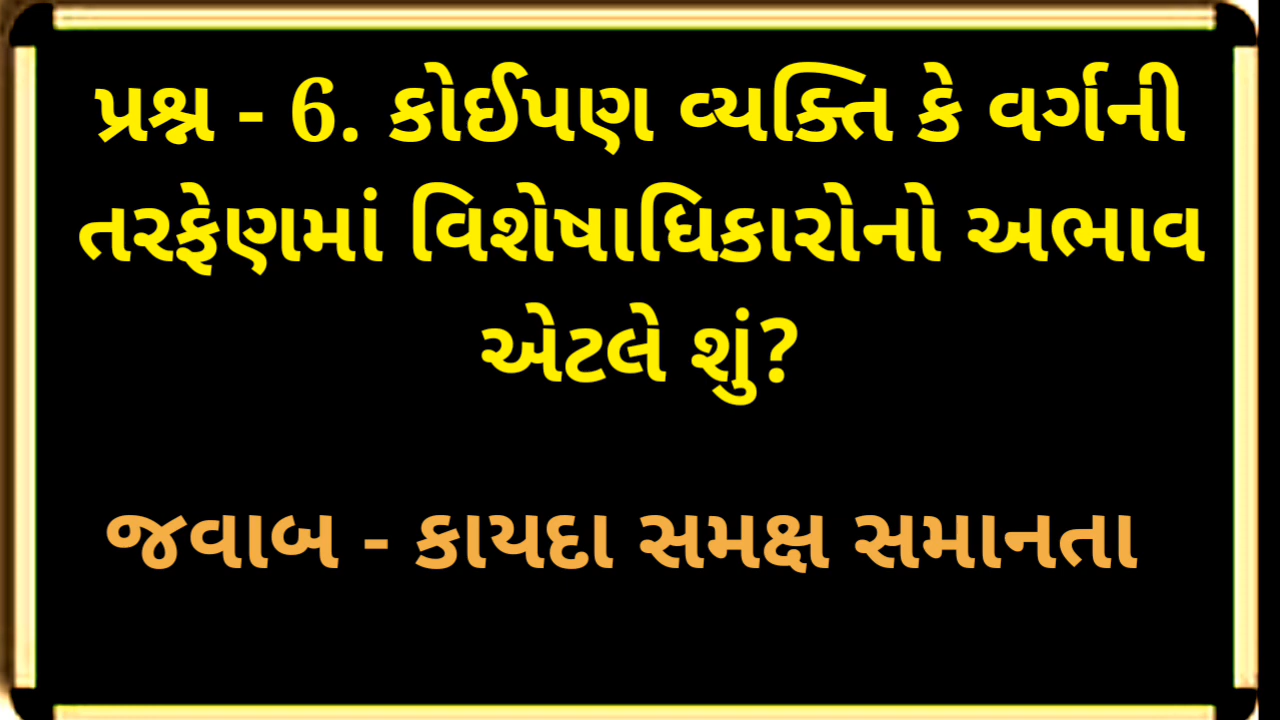 પ્રશ્ન - 6. કોઈપણ વ્યક્તિ કે વર્ગની
તરફેણમાં વિશેષાધિકારોનો અભાવ
એટલે શું?
જવાબ - કાયદા સમક્ષ સમાનતા